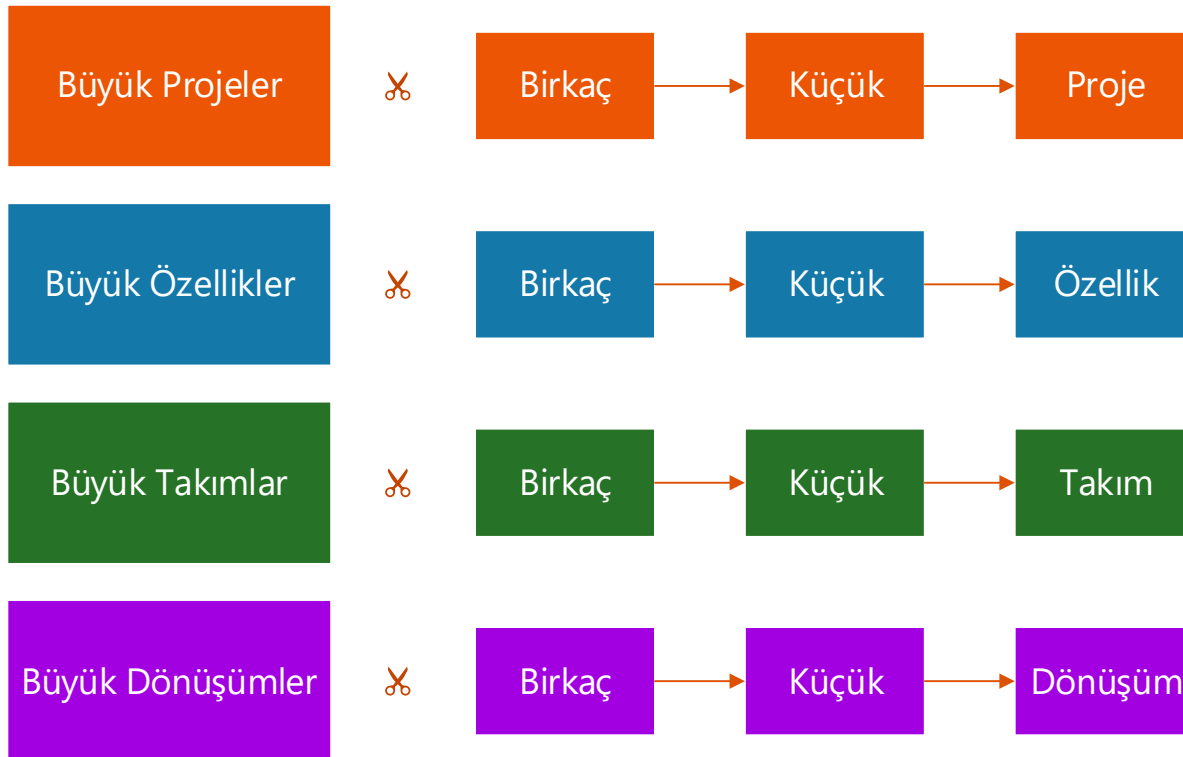 Büyük Projeler
Birkaç
Küçük
Proje
Büyük Özellikler
Birkaç
Küçük
Özellik
Büyük Takımlar
Birkaç
Küçük
Takım
Büyük Dönüşümler
Birkaç
Küçük
Dönüşüm